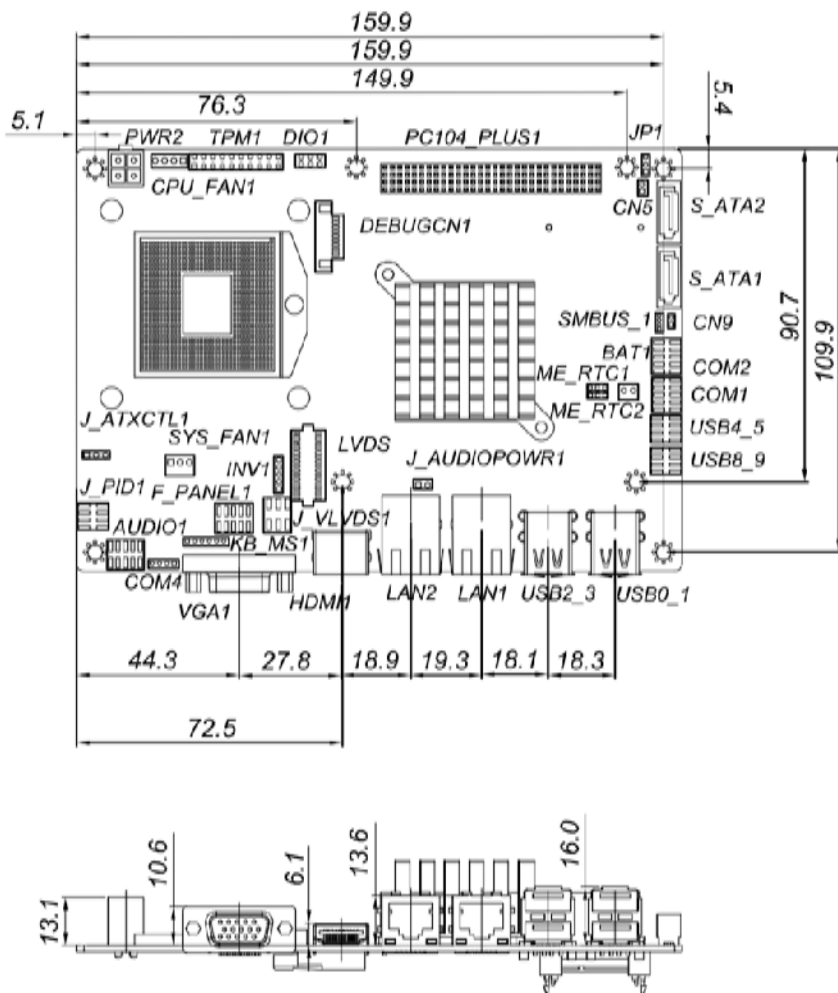 159.9
159.9
149.9
76.3
5.1
5.4
PWR2 TPM1 DIO1 PC104_PLUS1 JP1
CPU_FAN1
CN5 S_ATA2
DEBUGCN1
S_ATA1
90.7
109.9
SMBUS_1 CN9
BAT1
COM2
ME_RTC1
COM1
ME_RTC2
J_ATXCTL1
SYS_FAN1 LVDS USB4_5
INV1 J_AUDIOPOWR1 USB8_9
J_PID1 F_PANEL1
J_VLVDS1
AUDIO1
KB_MS1
COM4
VGA1 HDMI1 LAN2 LAN1 USB2_3 USB0_1
44.3 27.8 18.9 19.3 18.1 18.3
72.5
13.1 10.6 6.1 13.6 16.0